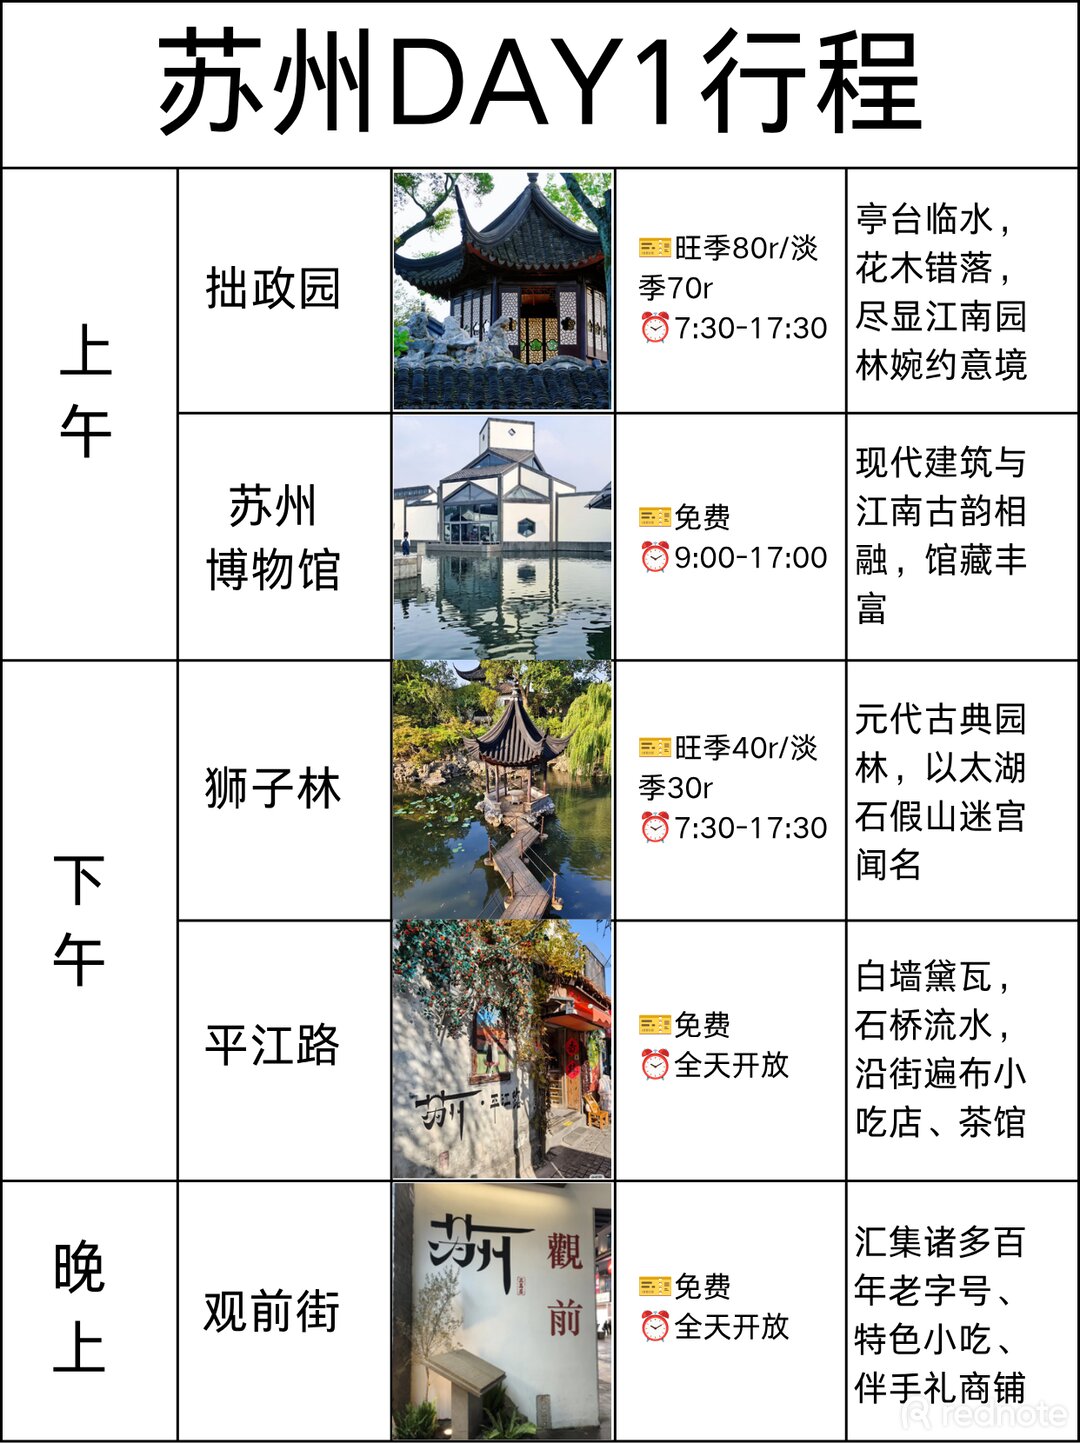 苏州DAY1行程
上
午
拙政园
🎫旺季80r/淡
季70r
⏰7:30-17:30
亭台临水，
花木错落，
尽显江南园
林婉约意境
苏州
博物馆
🎫免费
⏰9:00-17:00
现代建筑与
江南古韵相
融，馆藏丰
富
下
午
狮子林
🎫旺季40r/淡
季30r
⏰7:30-17:30
元代古典园
林，以太湖
石假山迷宫
闻名
平江路
苏州·平江路
🎫免费
⏰全天开放
白墙黛瓦，
石桥流水，
沿街遍布小
吃店、茶馆
晚
上
观前街
苏州
觀
前
🎫免费
⏰全天开放
汇集诸多百
年老字号、
特色小吃、
伴手礼商铺
rednote